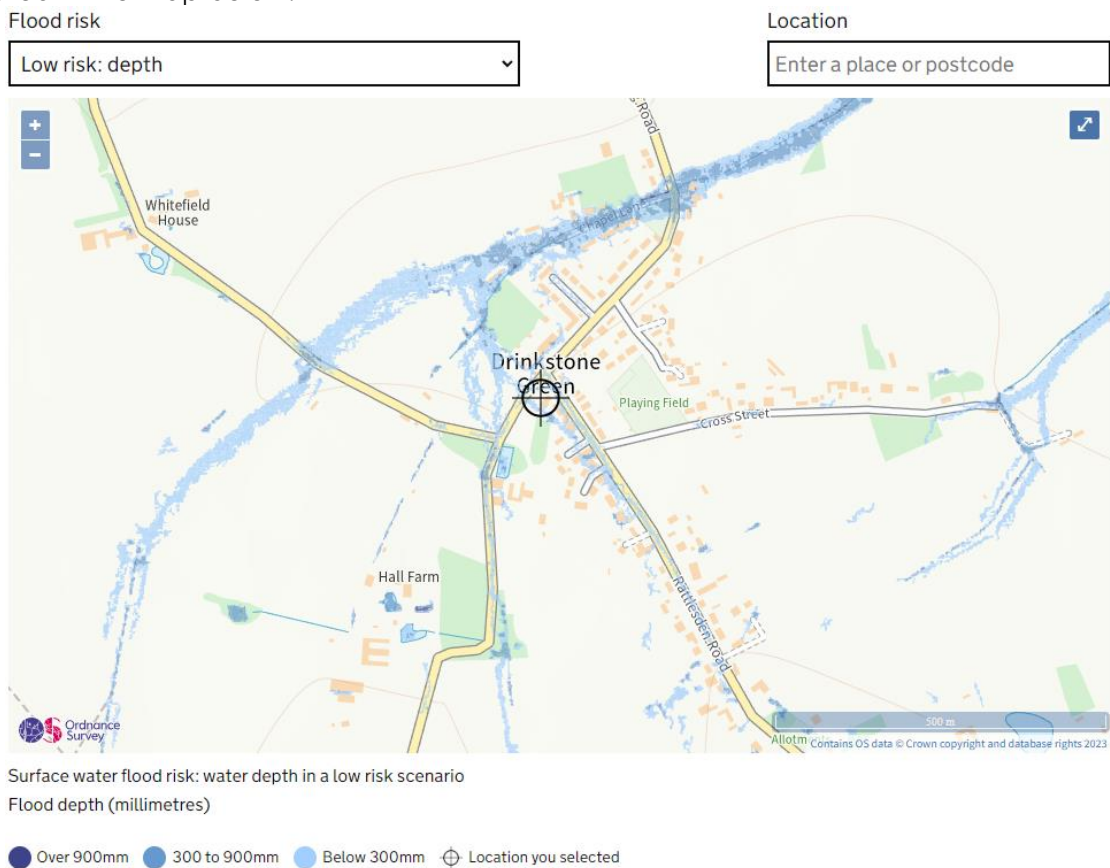 Flood risk
Location
Low risk: depth
Enter a place or postcode
+
−
Road
Whitefield
House
Chapel Lane
Drinkstone
Green
Playing Field
Cross Street
Hall Farm
Rattlesden Road
Ordnance
Survey
500 m
Contains OS data © Crown copyright and database rights 2023
Surface water flood risk: water depth in a low risk scenario
Flood depth (millimetres)
Over 900mm 300 to 900mm Below 300mm Location you selected